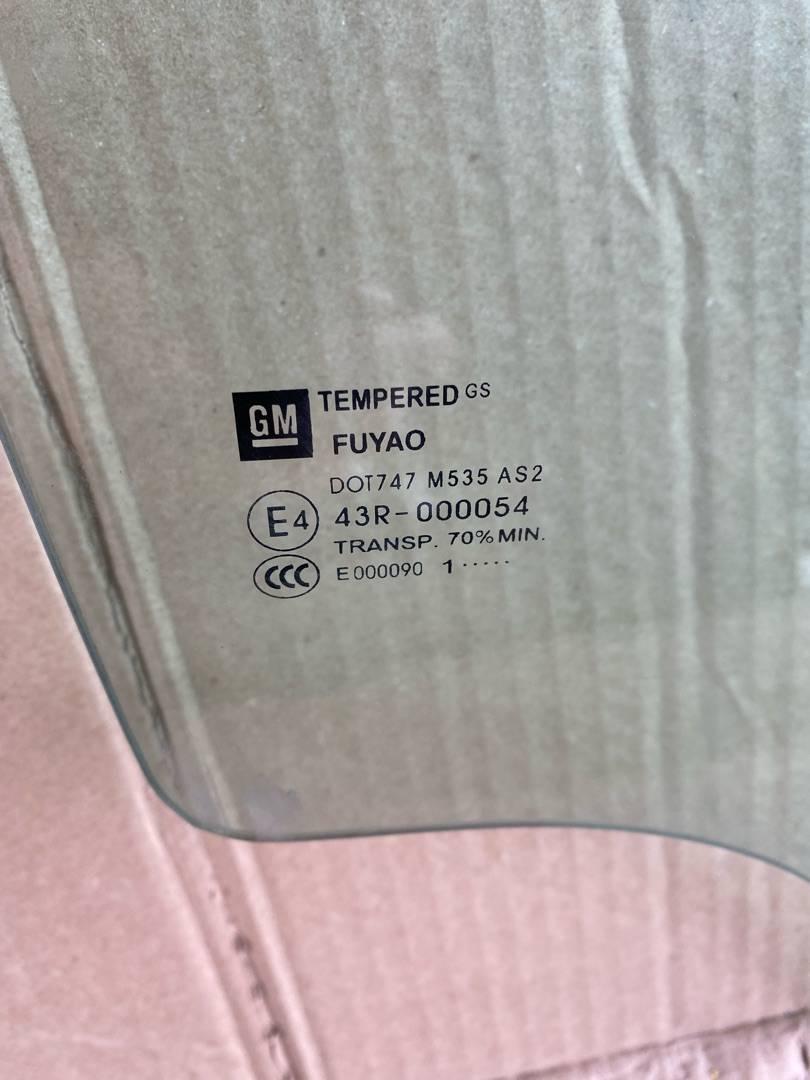 GM TEMPERED GS
FUYAO
DOT747 M535 AS2
E4 43R-000054
TRANSP. 70% MIN.
CCC E000090 1·····